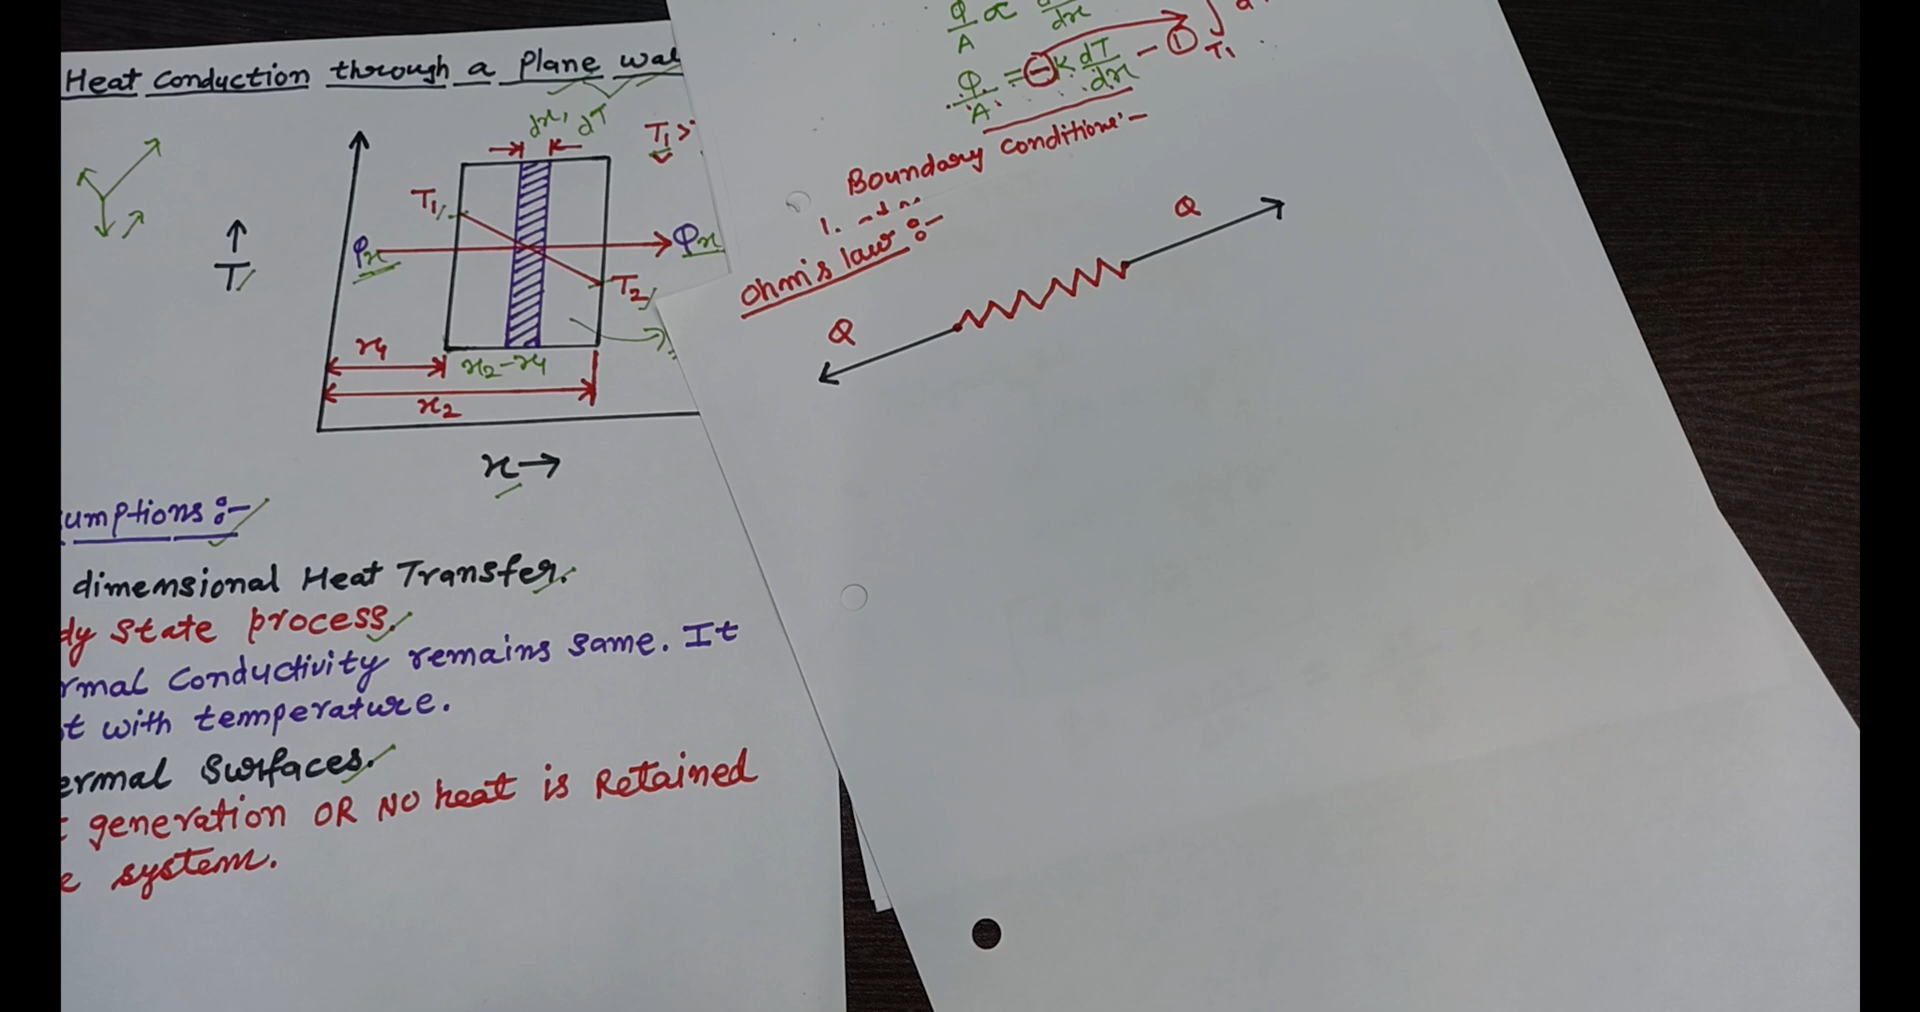 Heat Conduction through a Plane wal
dx, dT
T1 >
T1
Qx
Qx
T
T2
x1
x2-x1
x2
x →
umptions :-
dimensional Heat Transfer.
dy state process.
rmal Conductivity remains same. It
t with temperature.
ermal Surfaces.
generation OR NO heat is Retained
e system.
Q/A ∝ /dx
Q/A = -K dT/dx - ①
T1
Boundary Conditions:-
1.
Ohm's law :-
Q
Q